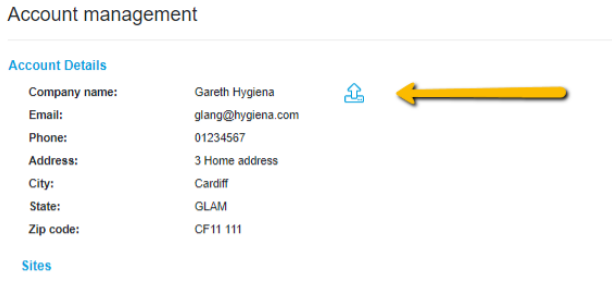 Account management
Account Details
Company name: Gareth Hygiena
Email: glang@hygiena.com
Phone: 01234567
Address: 3 Home address
City: Cardiff
State: GLAM
Zip code: CF11 111
Sites